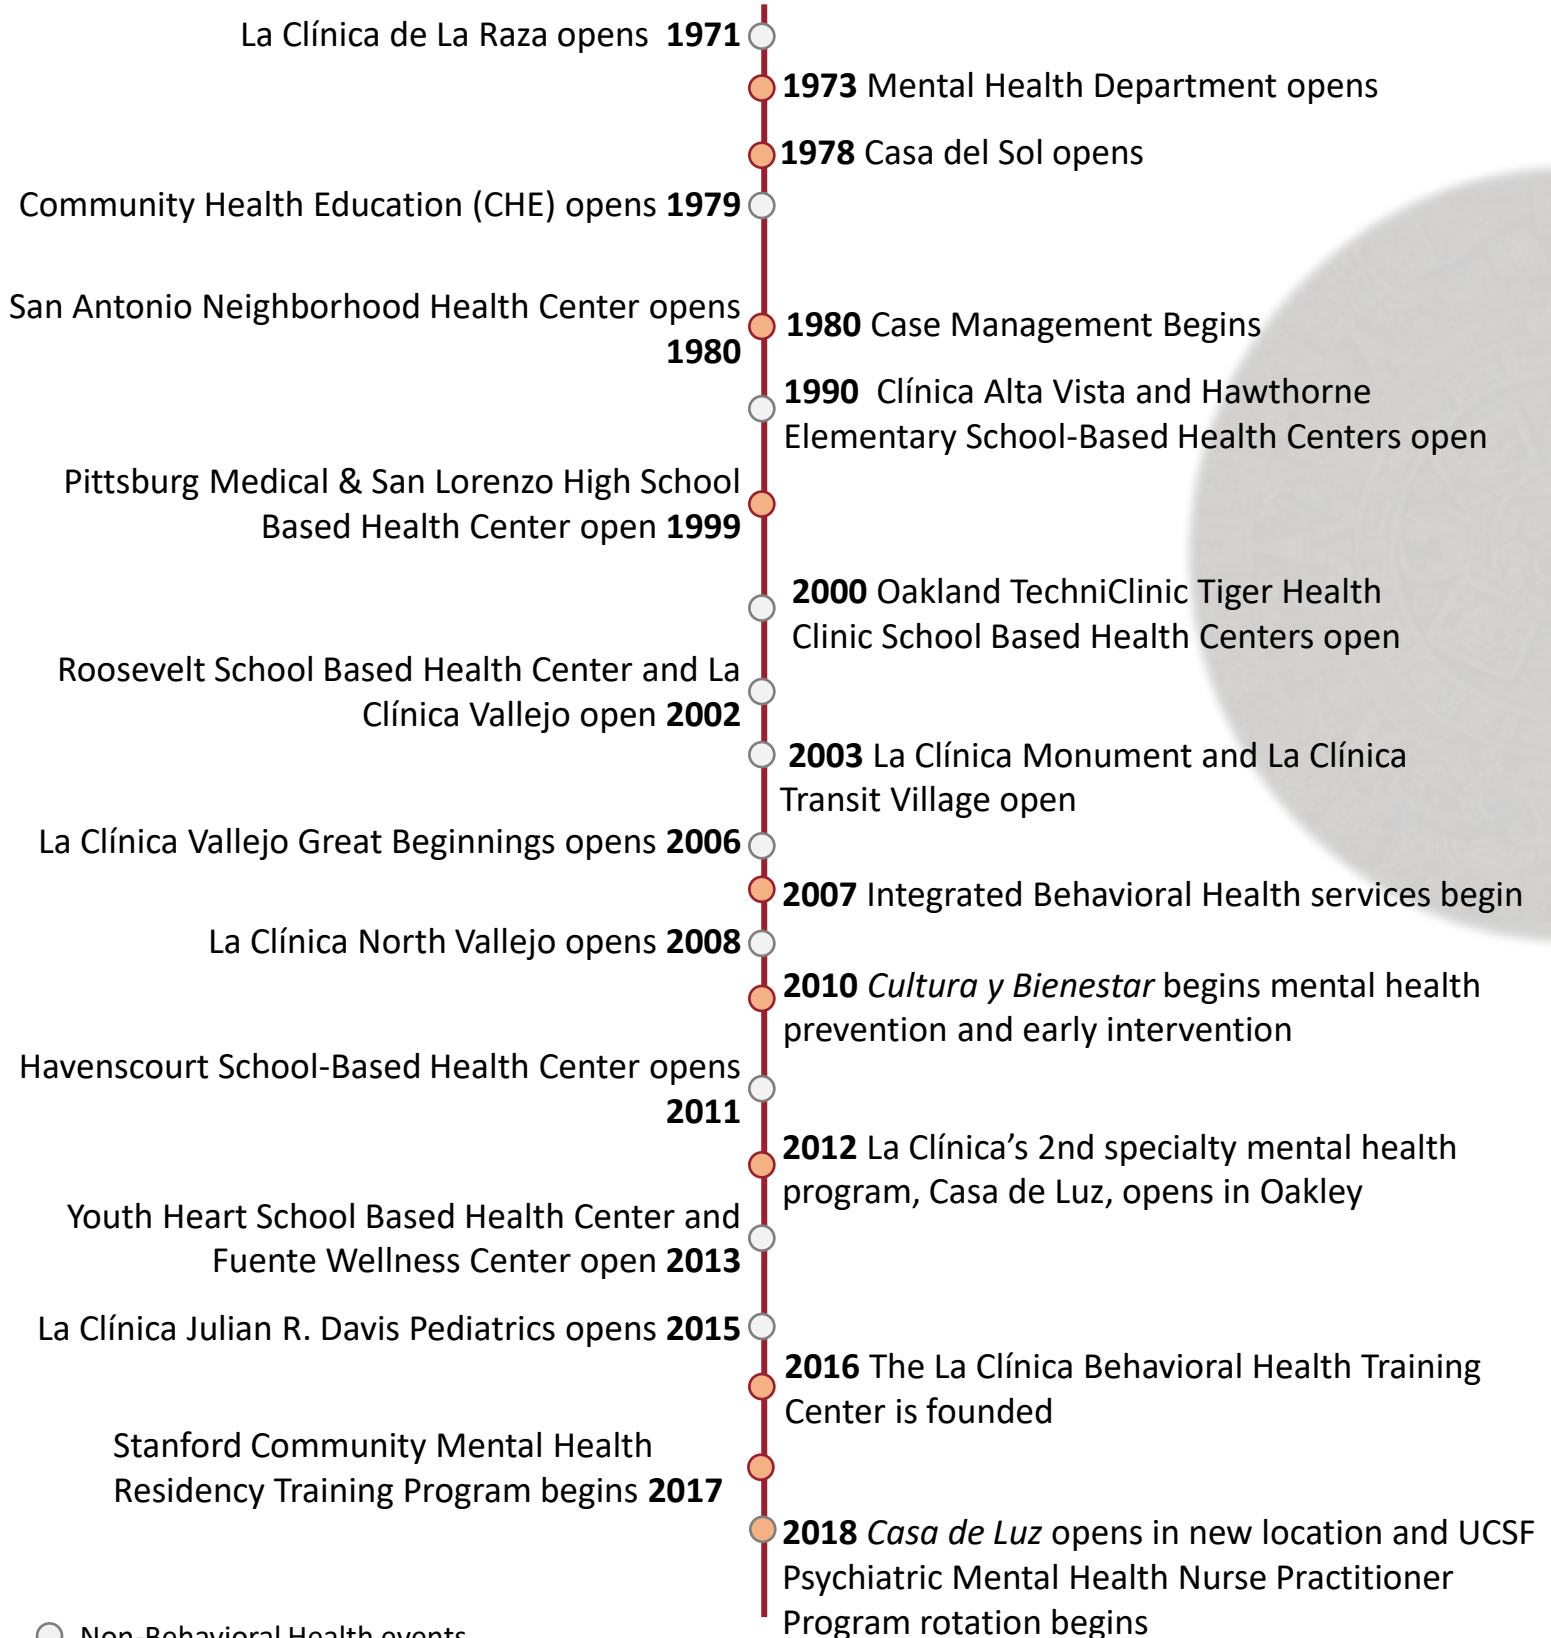 La Clínica de La Raza opens  1971
1973 Mental Health Department opens
1978 Casa del Sol opens
Community Health Education (CHE) opens 1979
San Antonio Neighborhood Health Center opens
1980
1980 Case Management Begins
1990  Clínica Alta Vista and Hawthorne
Elementary School-Based Health Centers open
Pittsburg Medical & San Lorenzo High School
Based Health Center open 1999
2000 Oakland TechniClinic Tiger Health
Clinic School Based Health Centers open
Roosevelt School Based Health Center and La
Clínica Vallejo open 2002
2003 La Clínica Monument and La Clínica
Transit Village open
La Clínica Vallejo Great Beginnings opens 2006
2007 Integrated Behavioral Health services begin
La Clínica North Vallejo opens 2008
2010 Cultura y Bienestar begins mental health
prevention and early intervention
Havenscourt School-Based Health Center opens
2011
2012 La Clínica’s 2nd specialty mental health
program, Casa de Luz, opens in Oakley
Youth Heart School Based Health Center and
Fuente Wellness Center open 2013
La Clínica Julian R. Davis Pediatrics opens 2015
2016 The La Clínica Behavioral Health Training
Center is founded
Stanford Community Mental Health
Residency Training Program begins 2017
2018 Casa de Luz opens in new location and UCSF
Psychiatric Mental Health Nurse Practitioner
Program rotation begins
Non-Behavioral Health events